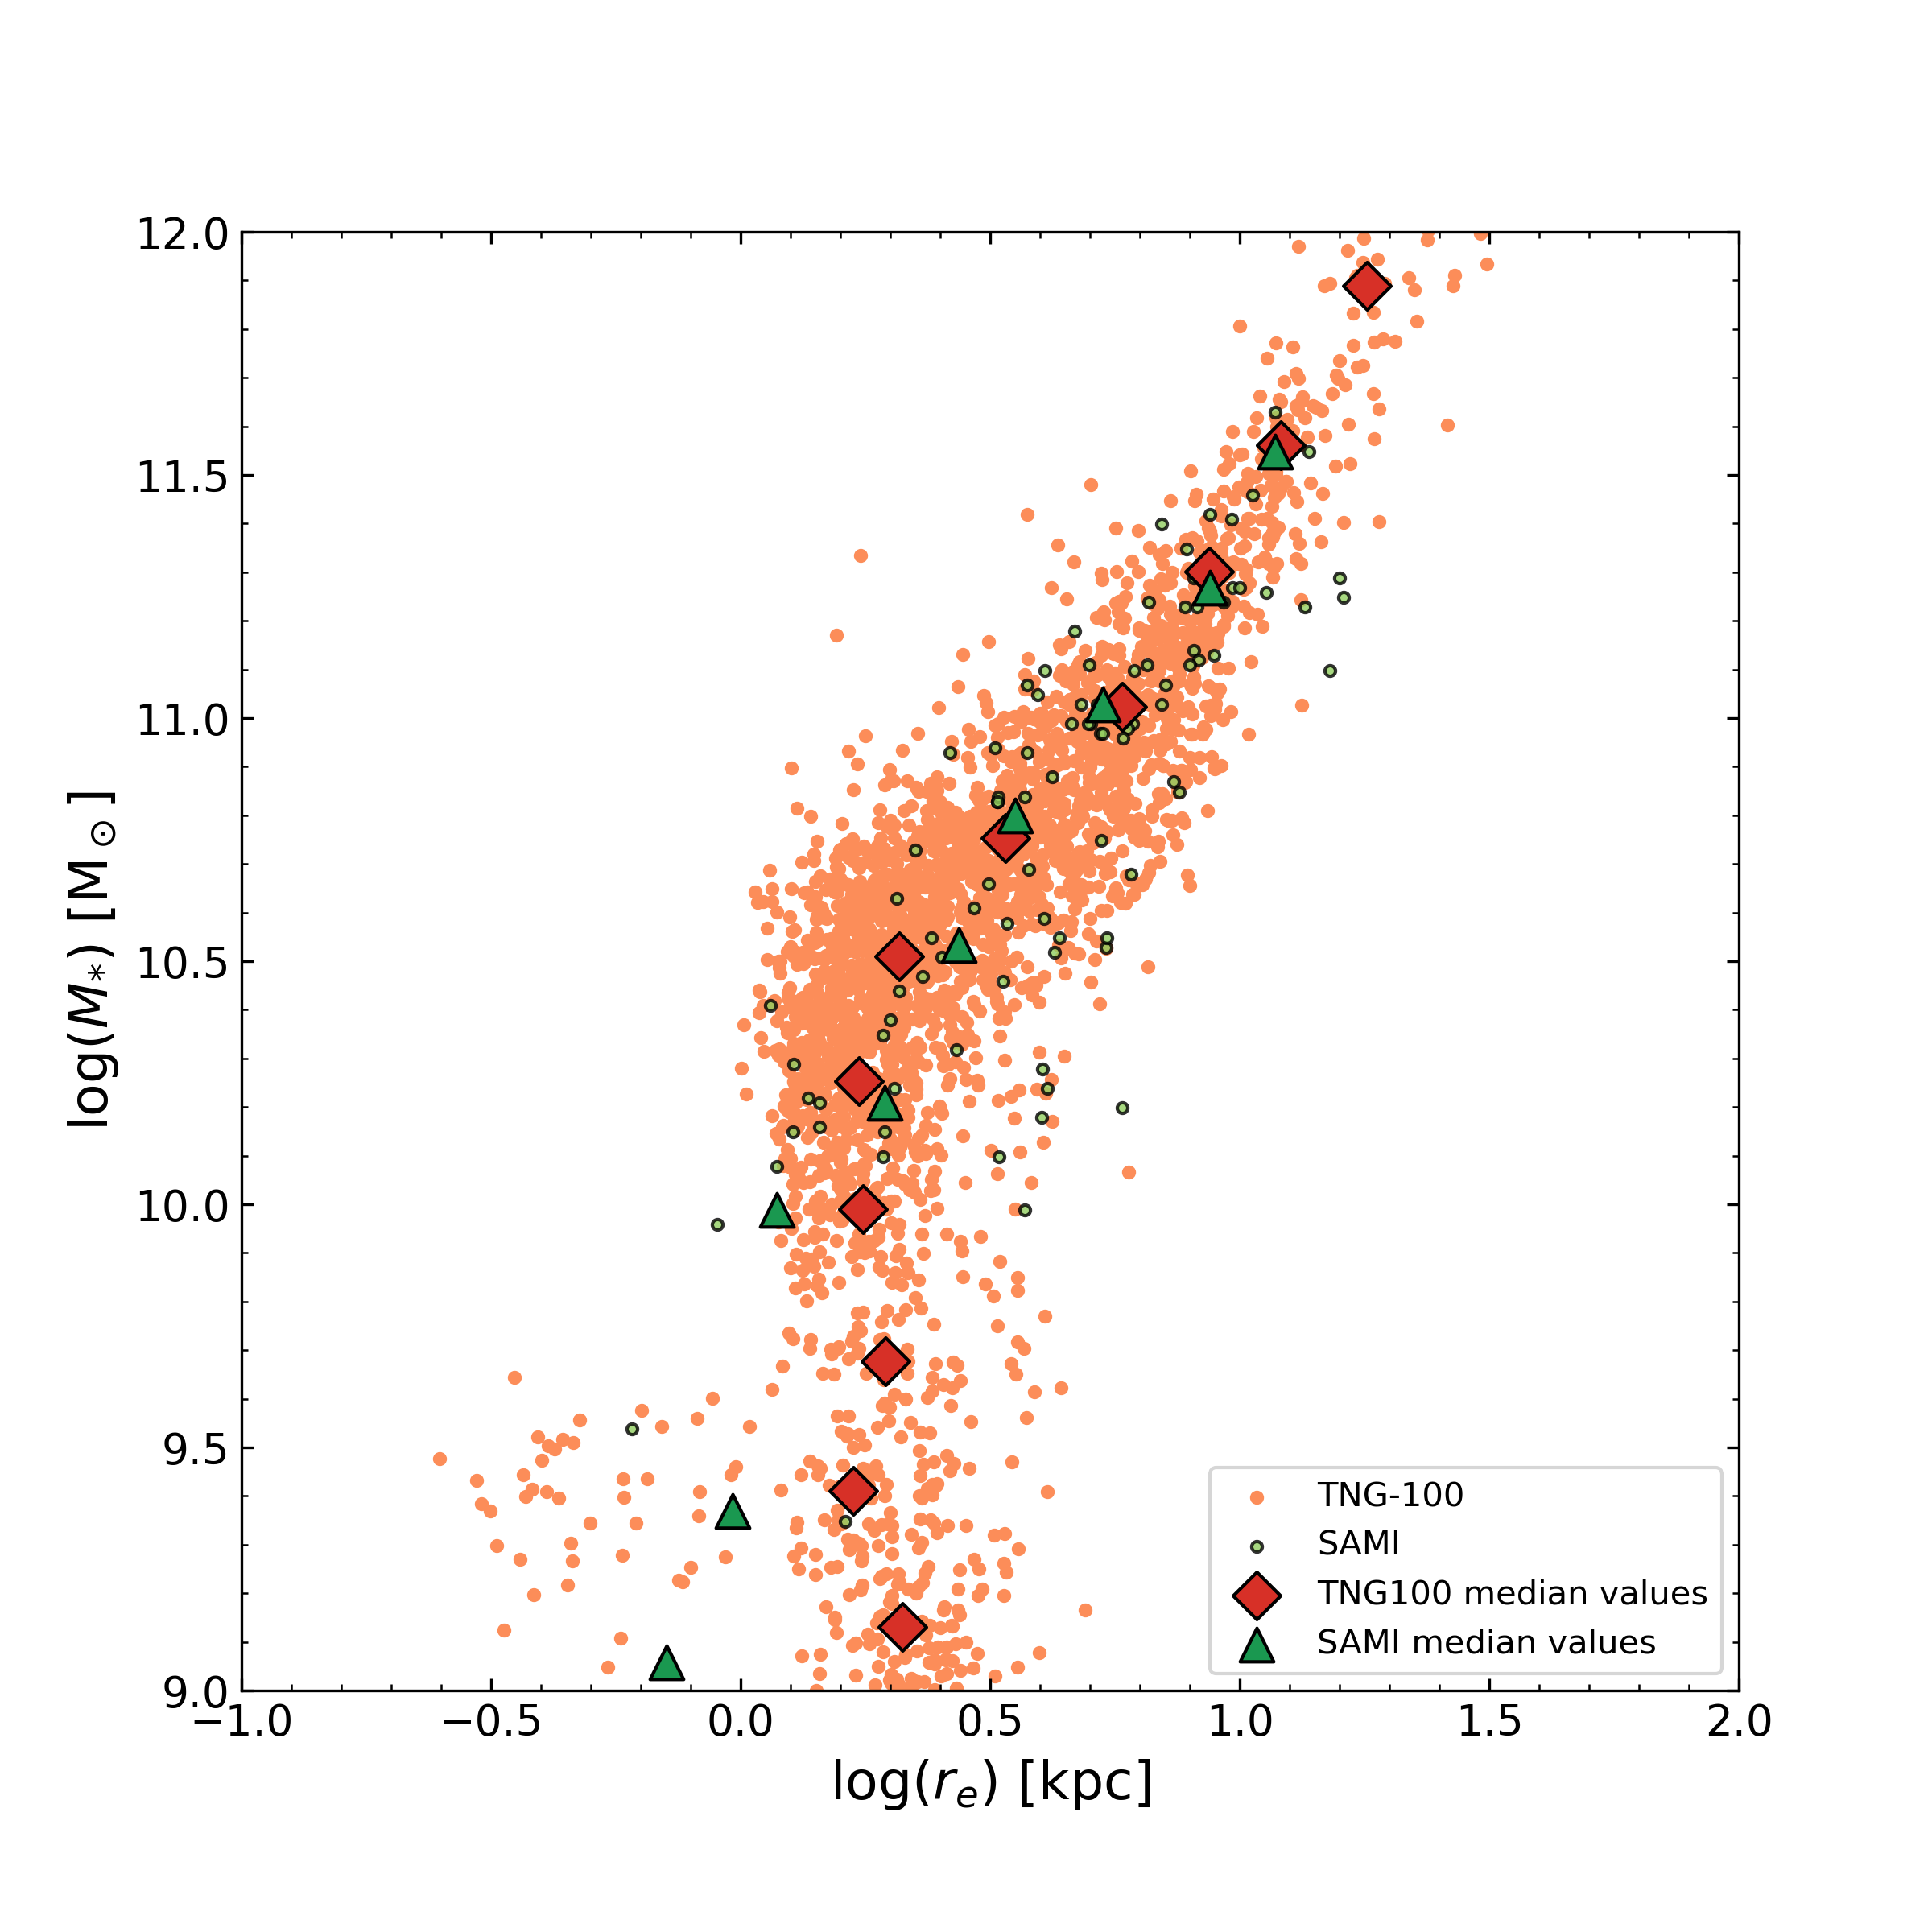 12.0
11.5
11.0
10.5
10.0
9.5
9.0
log(M*) [M⊙]
−1.0 −0.5 0.0 0.5 1.0 1.5 2.0
log(re) [kpc]
TNG-100
SAMI
TNG100 median values
SAMI median values